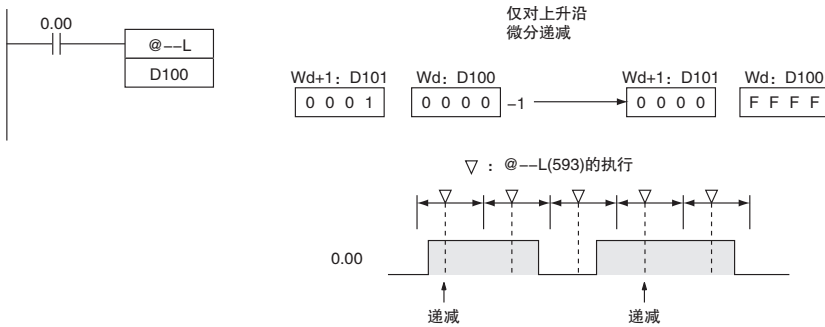 0.00
@--L
D100
仅对上升沿
微分递减
Wd+1：D101 Wd：D100 Wd+1：D101 Wd：D100
0 0 0 1 0 0 0 0 -1 0 0 0 0 F F F F
▽：@--L(593)的执行
0.00
递减 递减